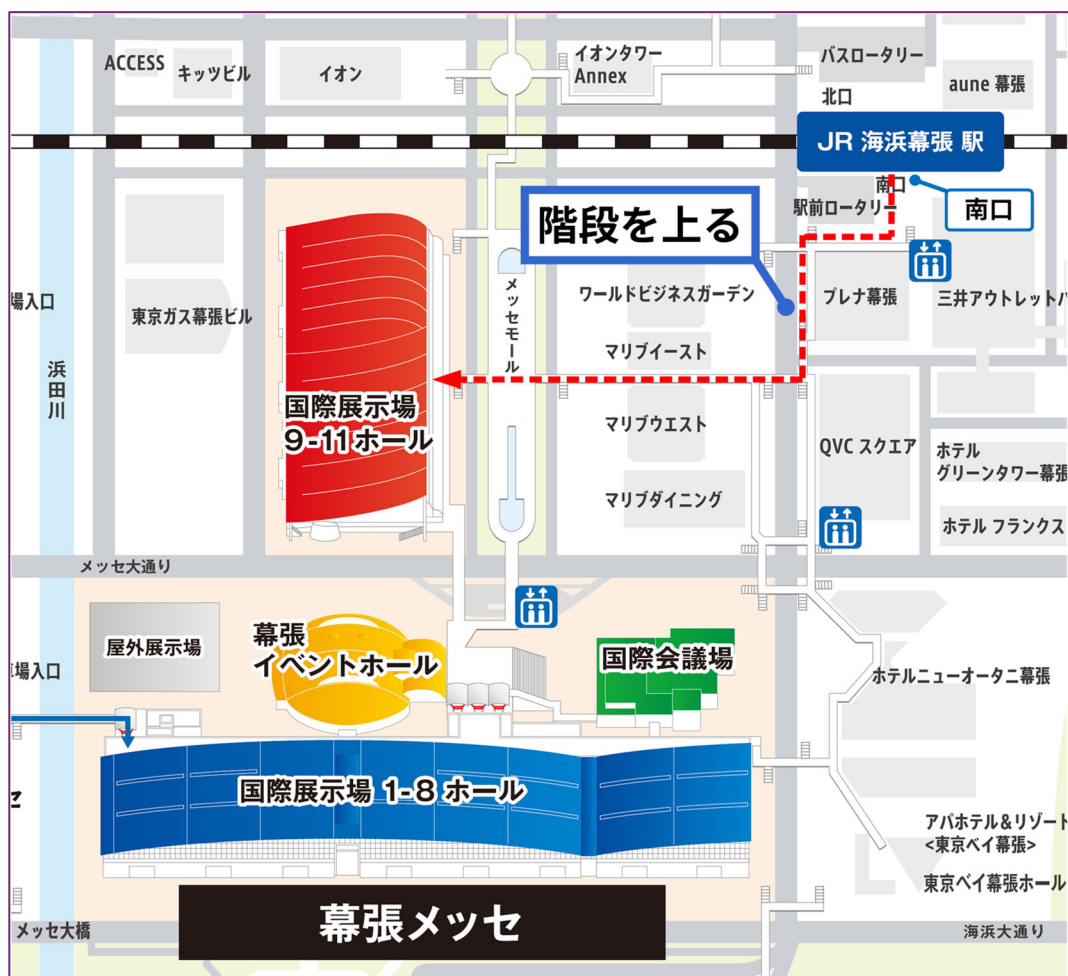 ACCESS
キッツビル
イオン
イオンタワー
Annex
バスロータリー
北口
aune 幕張
JR 海浜幕張 駅
南口
駅前ロータリー
南口
階段を上る
場入口
東京ガス幕張ビル
浜田川
メッセモール
ワールドビジネスガーデン
プレナ幕張
三井アウトレットパ
マリブイースト
国際展示場
9-11ホール
マリブウエスト
QVC スクエア
ホテル
グリーンタワー幕張
マリブダイニング
ホテル フランクス
メッセ大通り
屋外展示場
幕張
イベントホール
国際会議場
場入口
ホテルニューオータニ幕張
国際展示場 1-8 ホール
アパホテル&リゾート
<東京ベイ幕張>
東京ベイ幕張ホール
幕張メッセ
メッセ大橋
海浜大通り